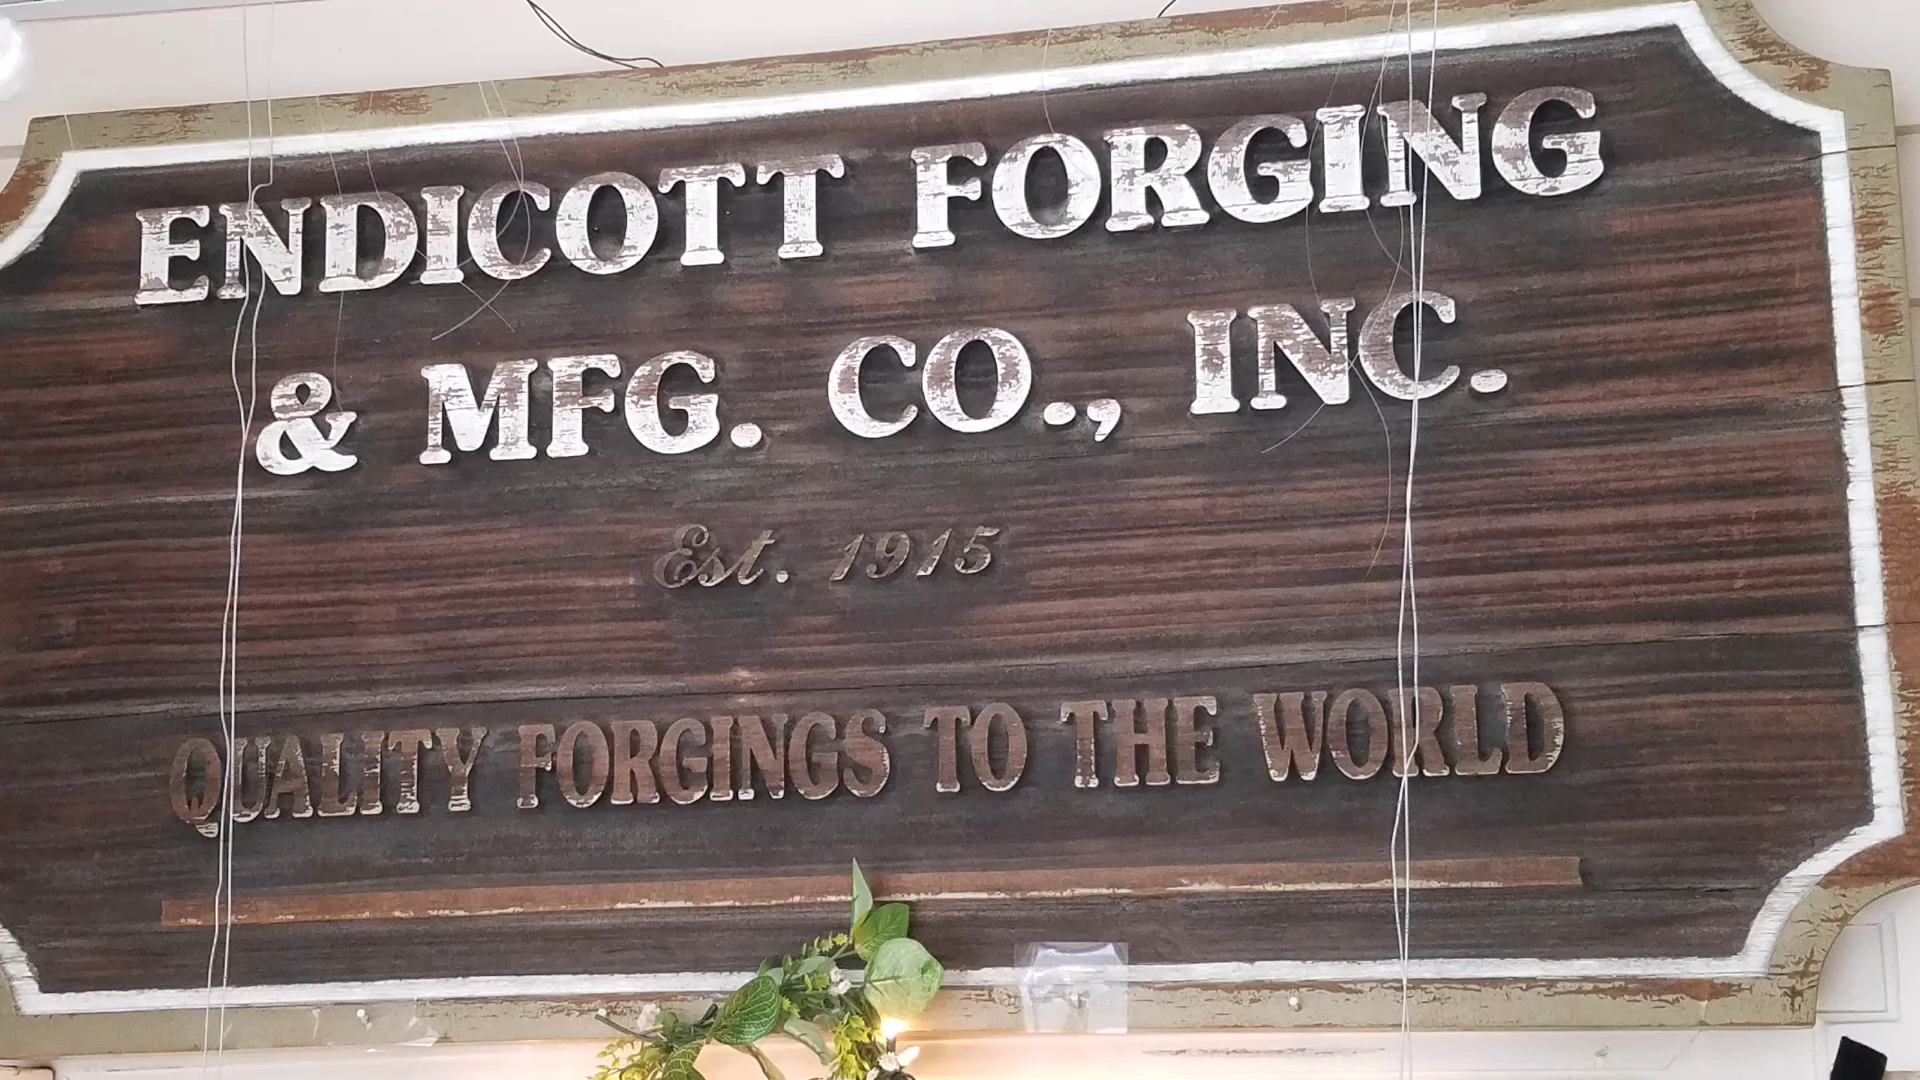 ENDICOTT FORGING
& MFG. CO., INC.
Est. 1915
QUALITY FORGINGS TO THE WORLD